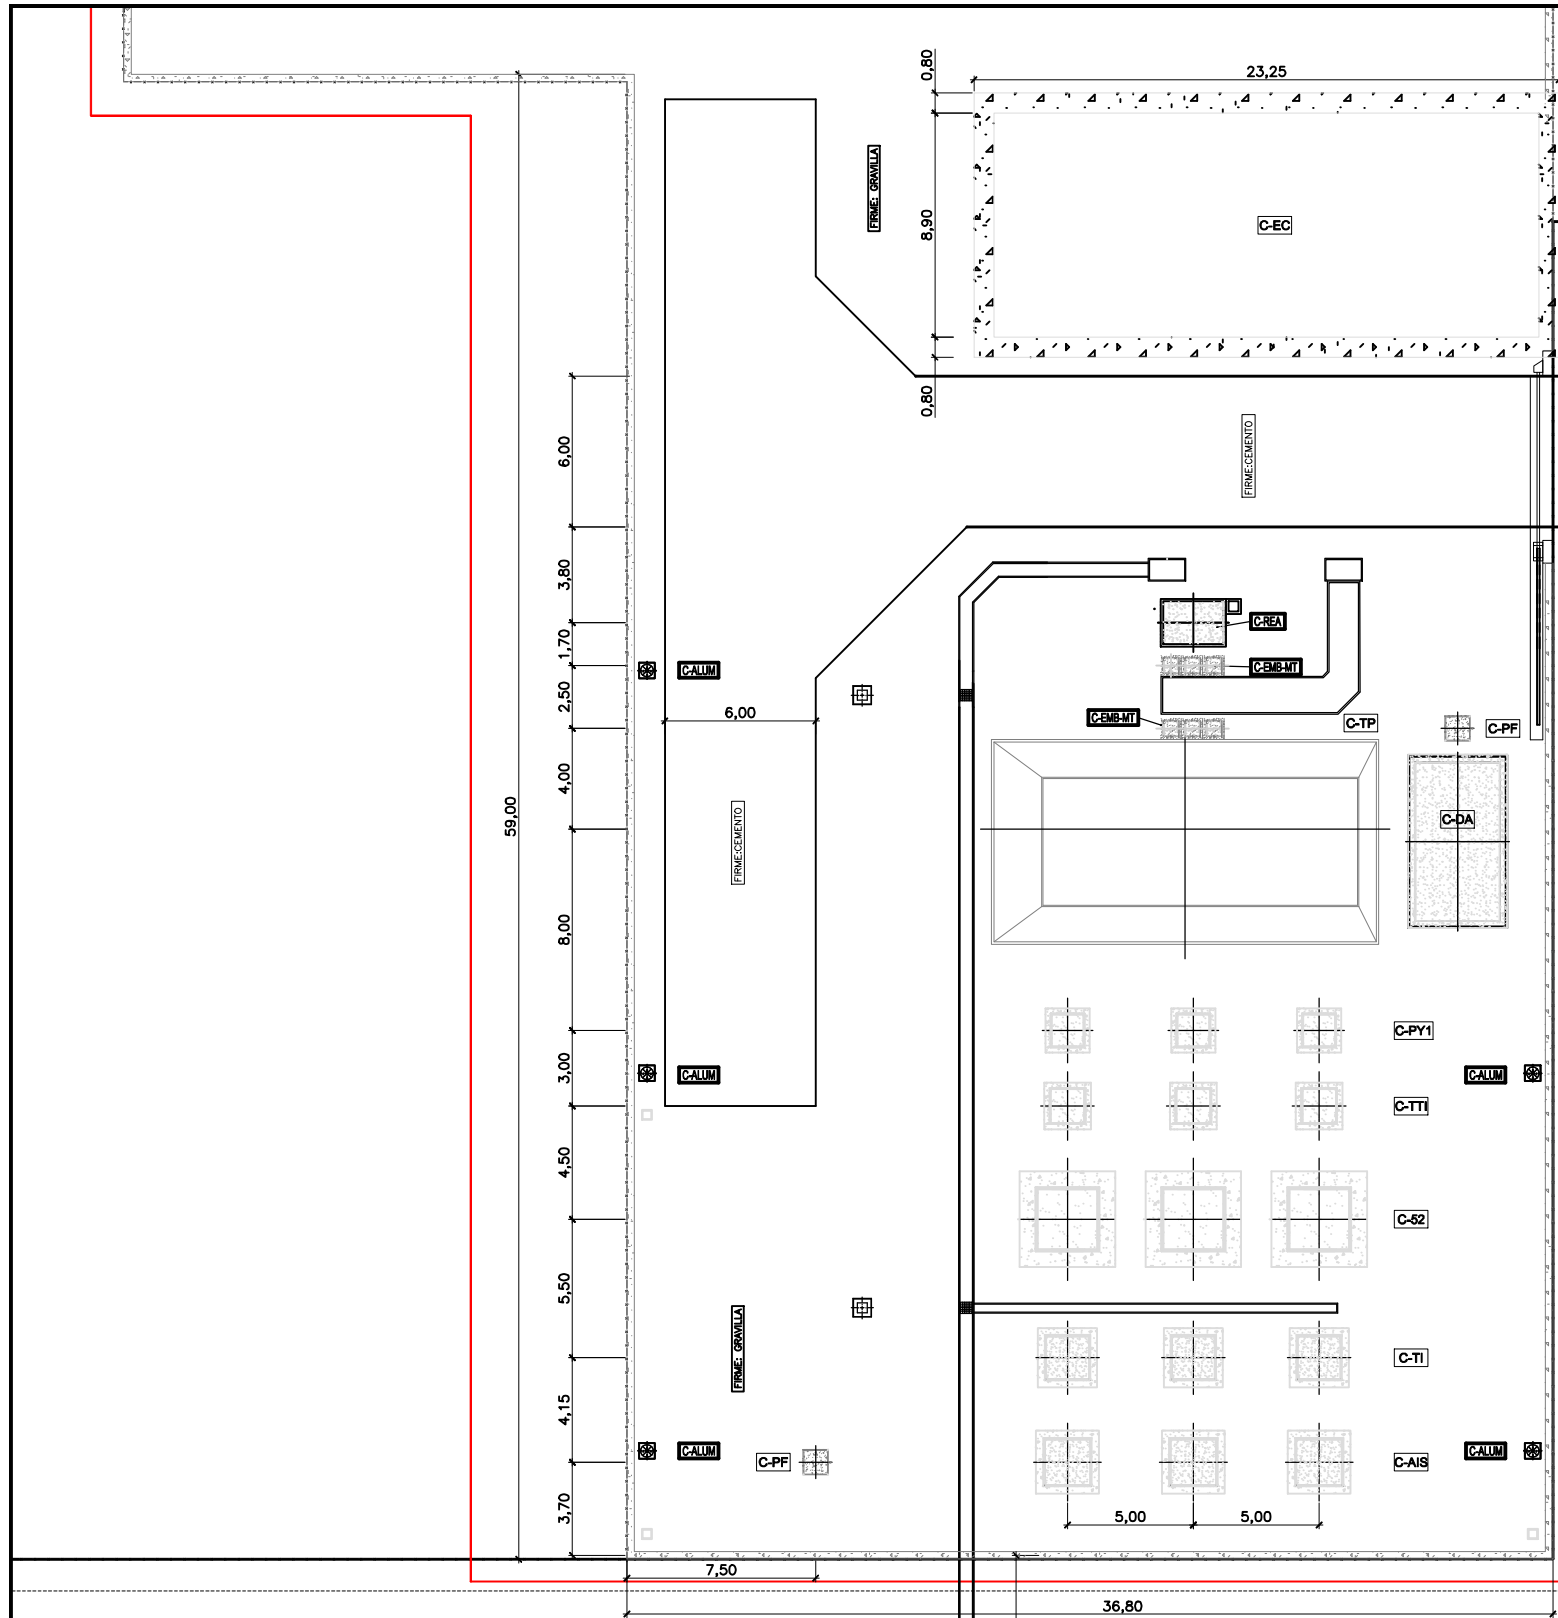 0,80
23,25
FIRME: GRAVILLA
8,90
C-EC
0,80
6,00
FIRME:CEMENTO
3,80
1,70
C-REA
C-ALUM
C-EMB-MT
2,50
6,00
C-EMB-MT
C-TP
C-PF
4,00
59,00
FIRME:CEMENTO
C-DA
8,00
C-PY1
3,00
C-ALUM
C-ALUM
C-TTI
4,50
C-52
5,50
FIRME: GRAVILLA
C-TI
4,15
C-ALUM
C-ALUM
C-PF
C-AIS
3,70
5,00
5,00
7,50
36,80